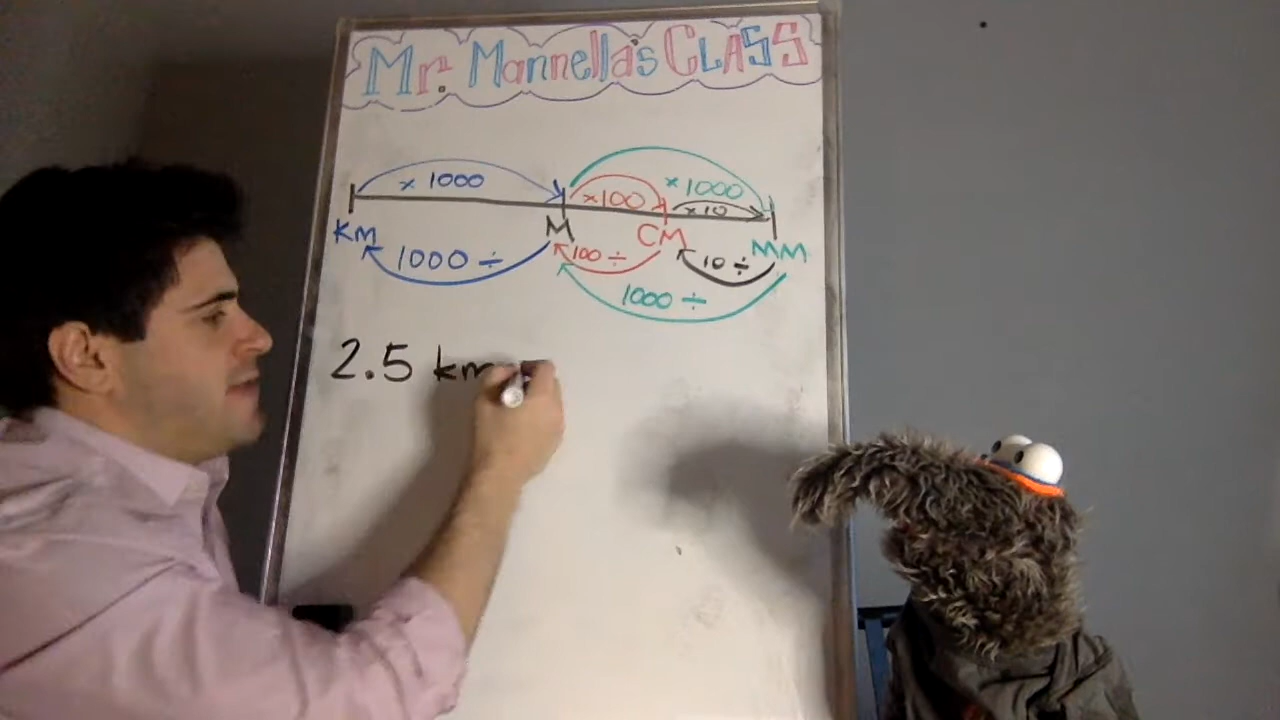 Mr. Mannella's CLASS
× 1000 ×100 ×1000
×10
KM M CM MM
1000 ÷ 100 ÷ 10 ÷
1000 ÷
2.5 km